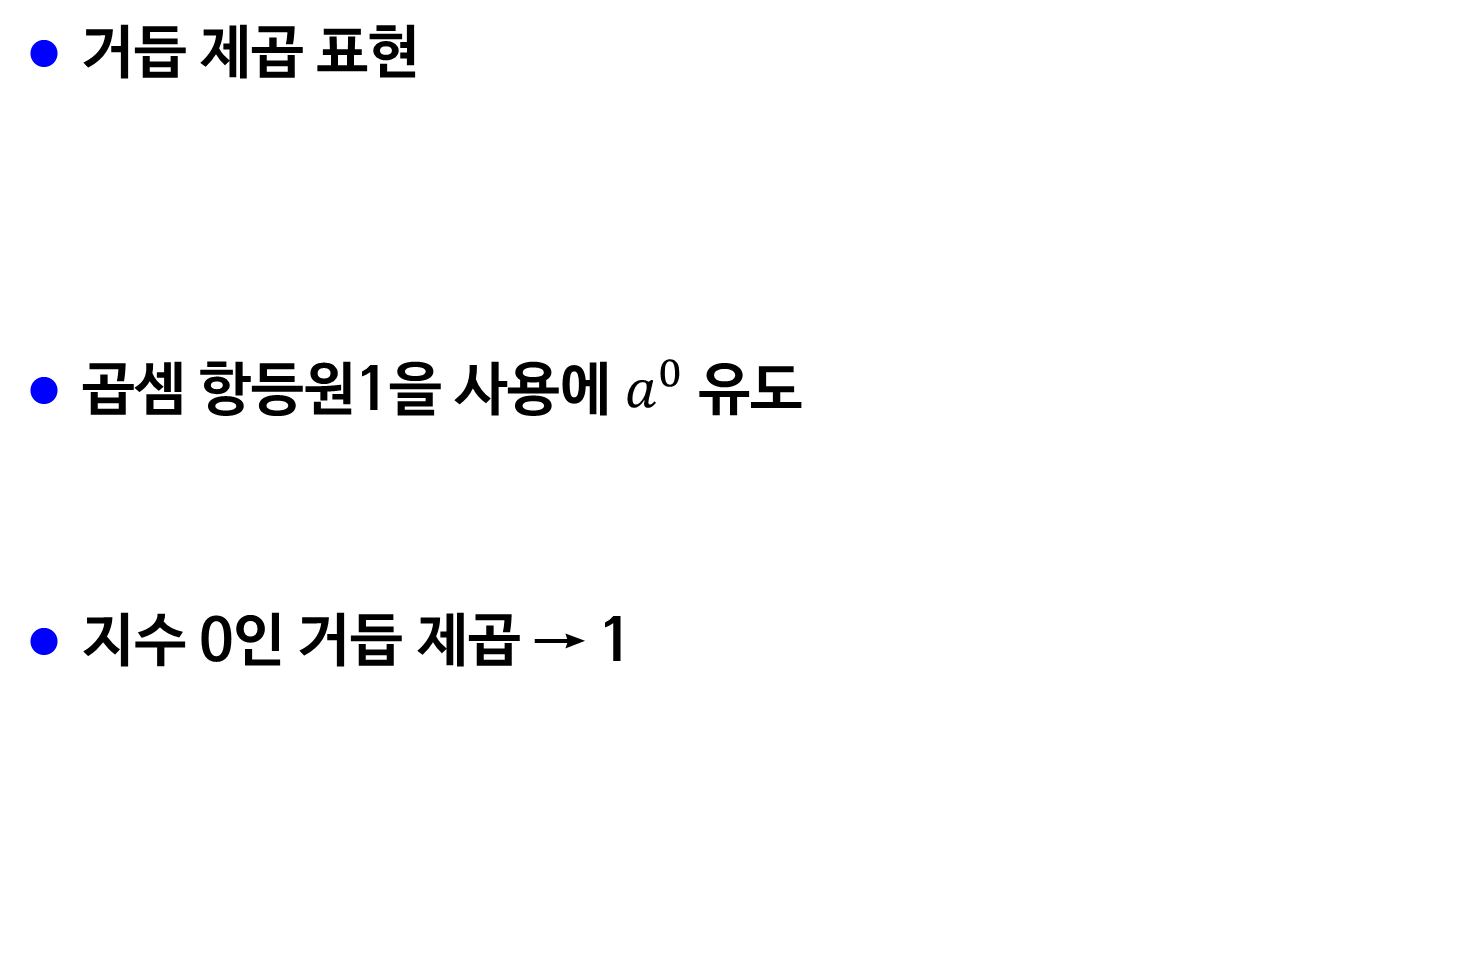 ● 거듭 제곱 표현
● 곱셈 항등원1을 사용에 a⁰ 유도
● 지수 0인 거듭 제곱 → 1